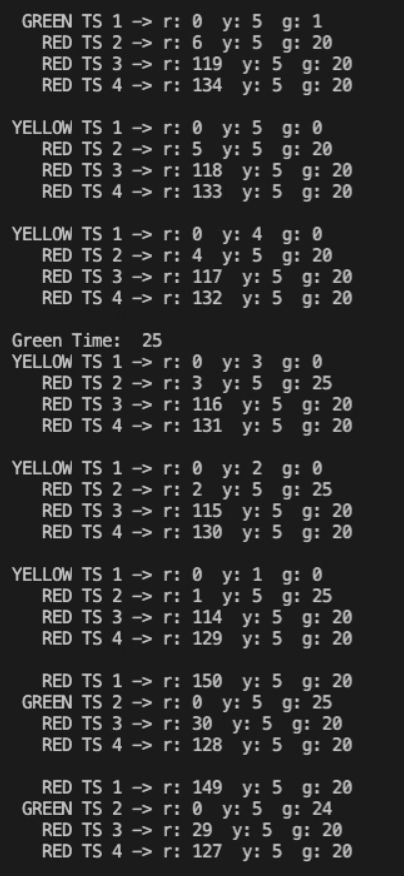 GREEN TS 1 -> r: 0  y: 5  g: 1
RED TS 2 -> r: 6  y: 5  g: 20
RED TS 3 -> r: 119  y: 5  g: 20
RED TS 4 -> r: 134  y: 5  g: 20
YELLOW TS 1 -> r: 0  y: 5  g: 0
RED TS 2 -> r: 5  y: 5  g: 20
RED TS 3 -> r: 118  y: 5  g: 20
RED TS 4 -> r: 133  y: 5  g: 20
YELLOW TS 1 -> r: 0  y: 4  g: 0
RED TS 2 -> r: 4  y: 5  g: 20
RED TS 3 -> r: 117  y: 5  g: 20
RED TS 4 -> r: 132  y: 5  g: 20
Green Time:  25
YELLOW TS 1 -> r: 0  y: 3  g: 0
RED TS 2 -> r: 3  y: 5  g: 25
RED TS 3 -> r: 116  y: 5  g: 20
RED TS 4 -> r: 131  y: 5  g: 20
YELLOW TS 1 -> r: 0  y: 2  g: 0
RED TS 2 -> r: 2  y: 5  g: 25
RED TS 3 -> r: 115  y: 5  g: 20
RED TS 4 -> r: 130  y: 5  g: 20
YELLOW TS 1 -> r: 0  y: 1  g: 0
RED TS 2 -> r: 1  y: 5  g: 25
RED TS 3 -> r: 114  y: 5  g: 20
RED TS 4 -> r: 129  y: 5  g: 20
RED TS 1 -> r: 150  y: 5  g: 20
GREEN TS 2 -> r: 0  y: 5  g: 25
RED TS 3 -> r: 30  y: 5  g: 20
RED TS 4 -> r: 128  y: 5  g: 20
RED TS 1 -> r: 149  y: 5  g: 20
GREEN TS 2 -> r: 0  y: 5  g: 24
RED TS 3 -> r: 29  y: 5  g: 20
RED TS 4 -> r: 127  y: 5  g: 20